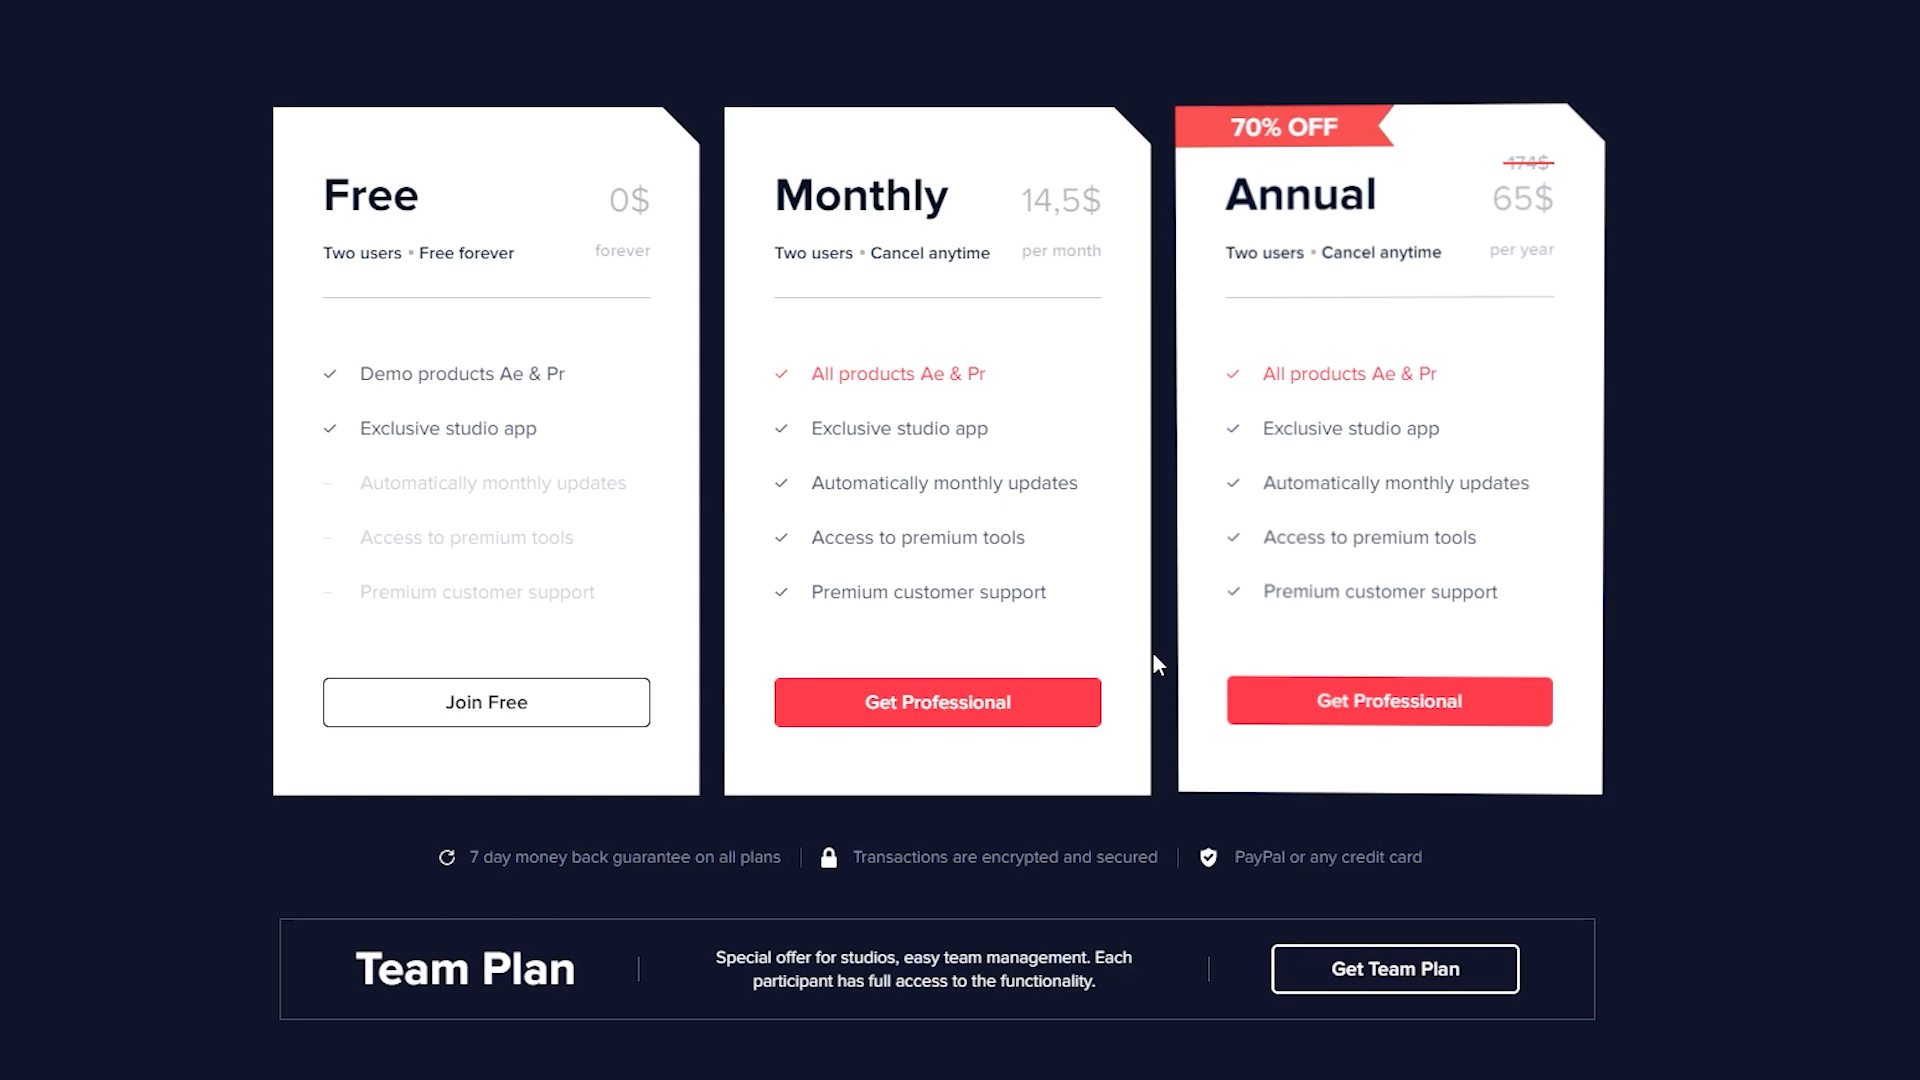 Free
0$
Two users • Free forever
forever
Demo products Ae & Pr
Exclusive studio app
Automatically monthly updates
Access to premium tools
Premium customer support
Join Free
Monthly
14,5$
Two users • Cancel anytime
per month
All products Ae & Pr
Exclusive studio app
Automatically monthly updates
Access to premium tools
Premium customer support
Get Professional
70% OFF
174$
Annual
65$
Two users • Cancel anytime
per year
All products Ae & Pr
Exclusive studio app
Automatically monthly updates
Access to premium tools
Premium customer support
Get Professional
7 day money back guarantee on all plans
Transactions are encrypted and secured
PayPal or any credit card
Team Plan
Special offer for studios, easy team management. Each
participant has full access to the functionality.
Get Team Plan